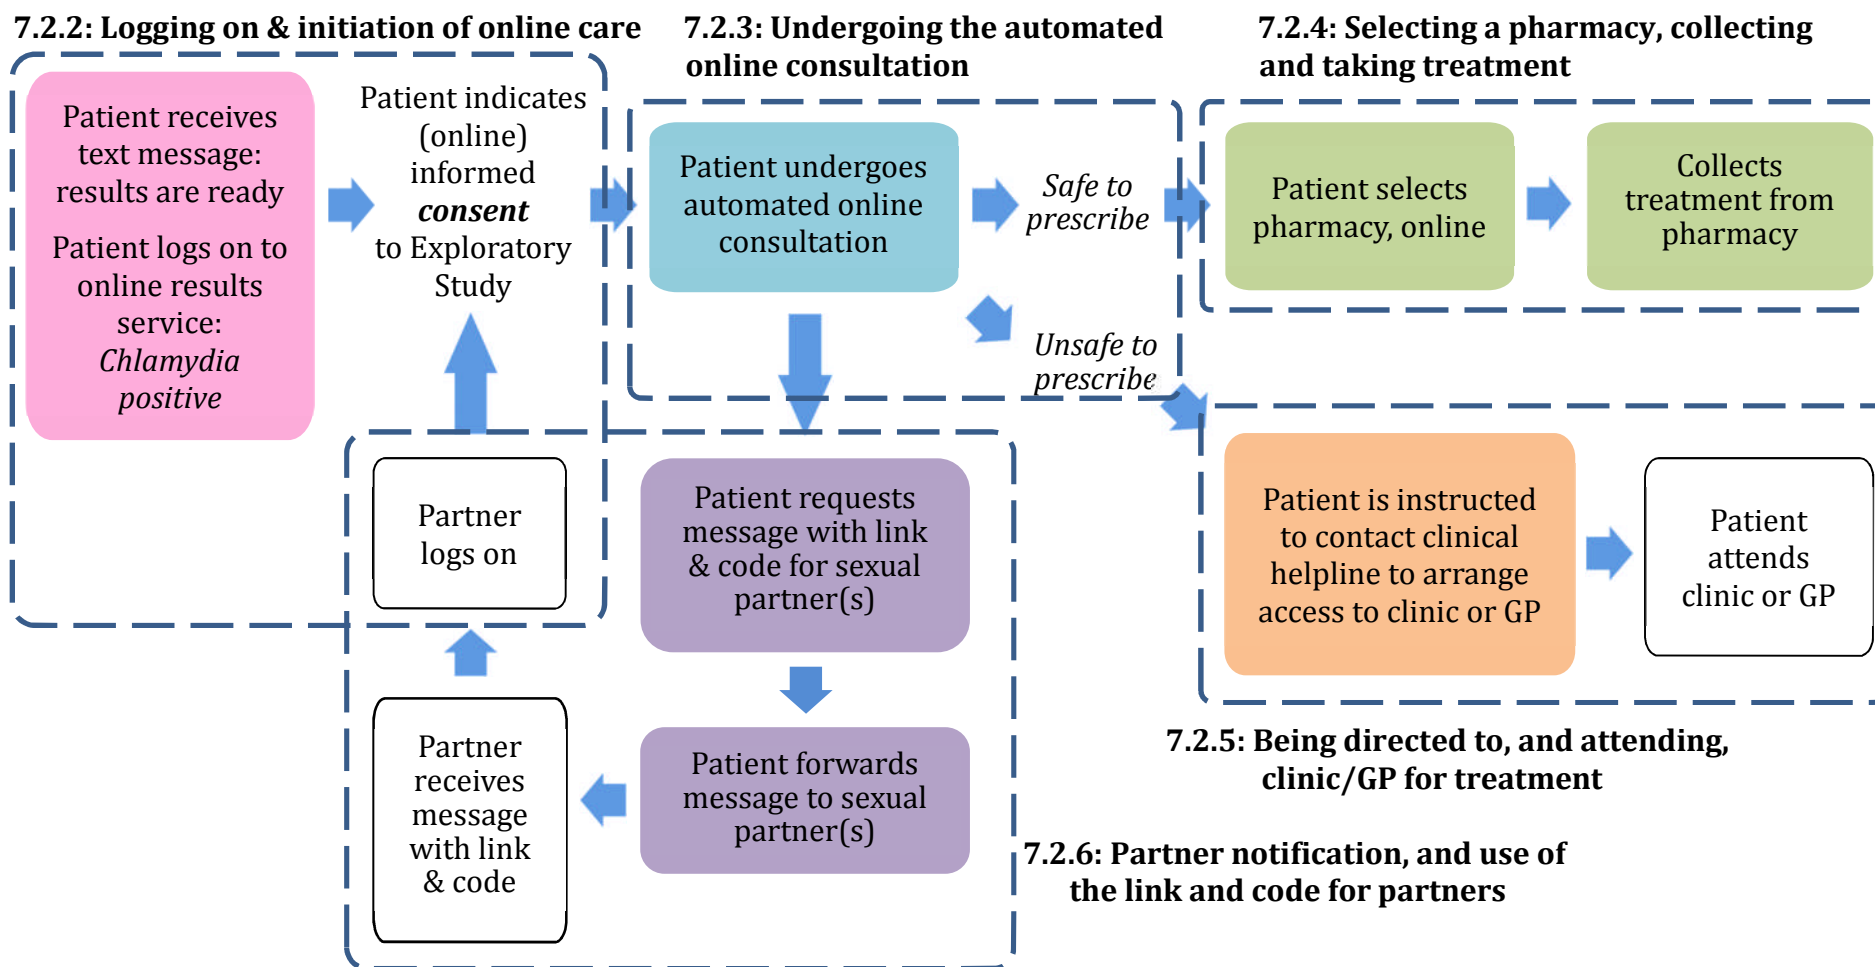 7.2.2: Logging on & initiation of online care
Patient receives
text message:
results are ready
Patient logs on to
online results
service:
Chlamydia
positive
Patient indicates
(online)
informed
consent
to Exploratory
Study
7.2.3: Undergoing the automated
online consultation
Patient undergoes
automated online
consultation
Safe to
prescribe
Unsafe to
prescribe
7.2.4: Selecting a pharmacy, collecting
and taking treatment
Patient selects
pharmacy, online
Collects
treatment from
pharmacy
Patient is instructed
to contact clinical
helpline to arrange
access to clinic or GP
Patient
attends
clinic or GP
7.2.5: Being directed to, and attending,
clinic/GP for treatment
Partner
logs on
Patient requests
message with link
& code for sexual
partner(s)
Partner
receives
message
with link
& code
Patient forwards
message to sexual
partner(s)
7.2.6: Partner notification, and use of
the link and code for partners